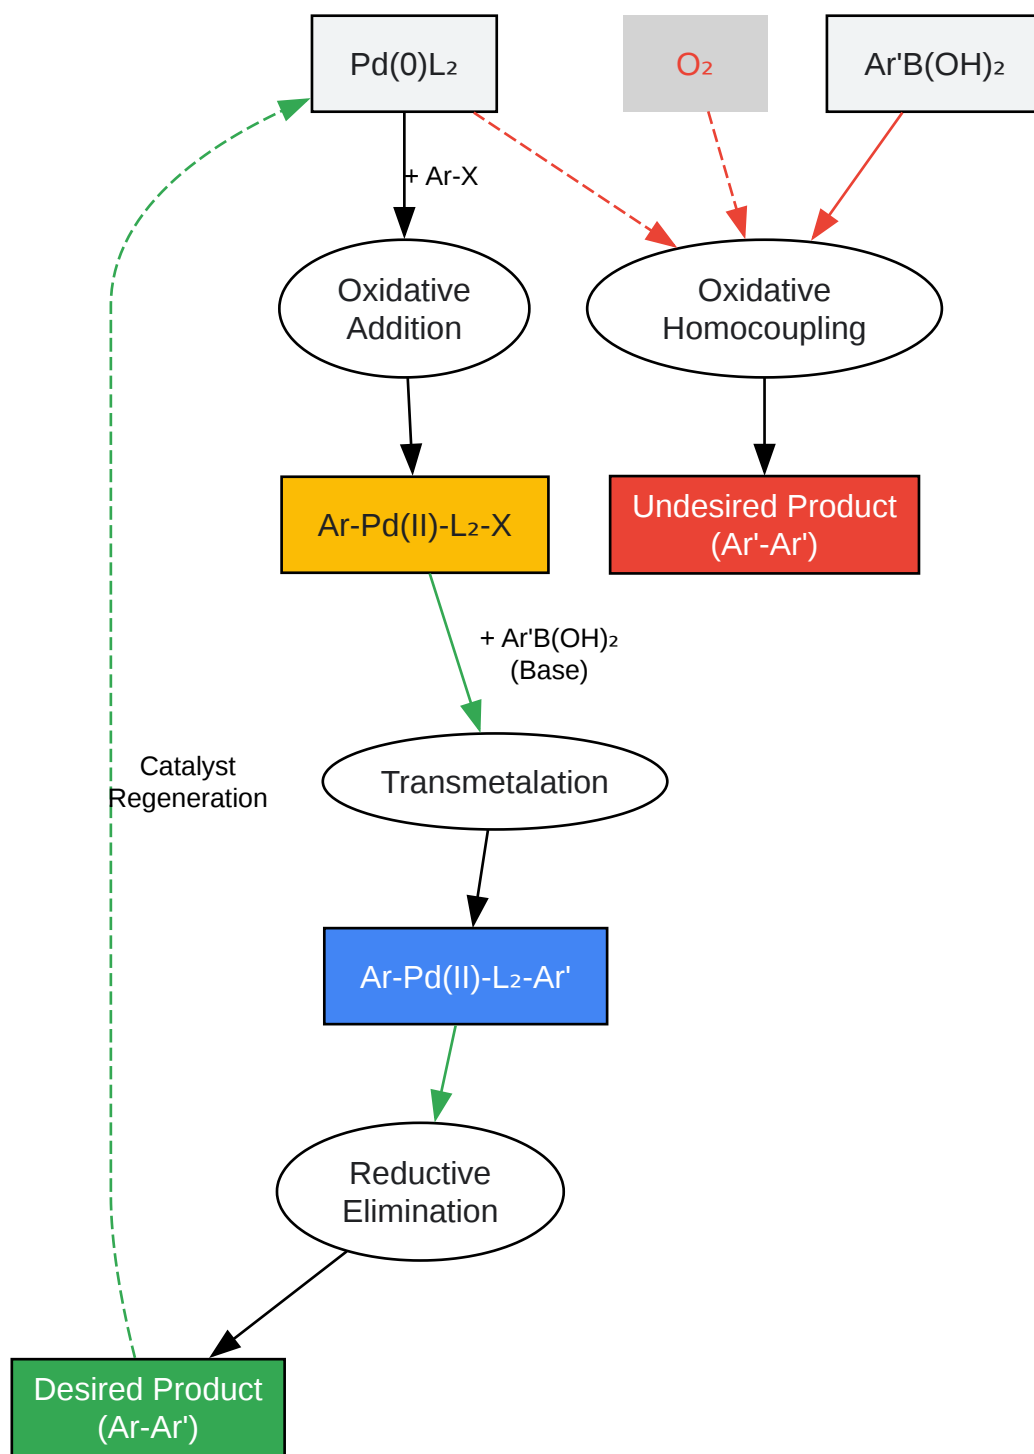 Pd(0)L₂
O₂
Ar'B(OH)₂
+ Ar-X
Oxidative
Addition
Oxidative
Homocoupling
Ar-Pd(II)-L₂-X
Undesired Product
(Ar'-Ar')
+ Ar'B(OH)₂
(Base)
Catalyst
Regeneration
Transmetalation
Ar-Pd(II)-L₂-Ar'
Reductive
Elimination
Desired Product
(Ar-Ar')